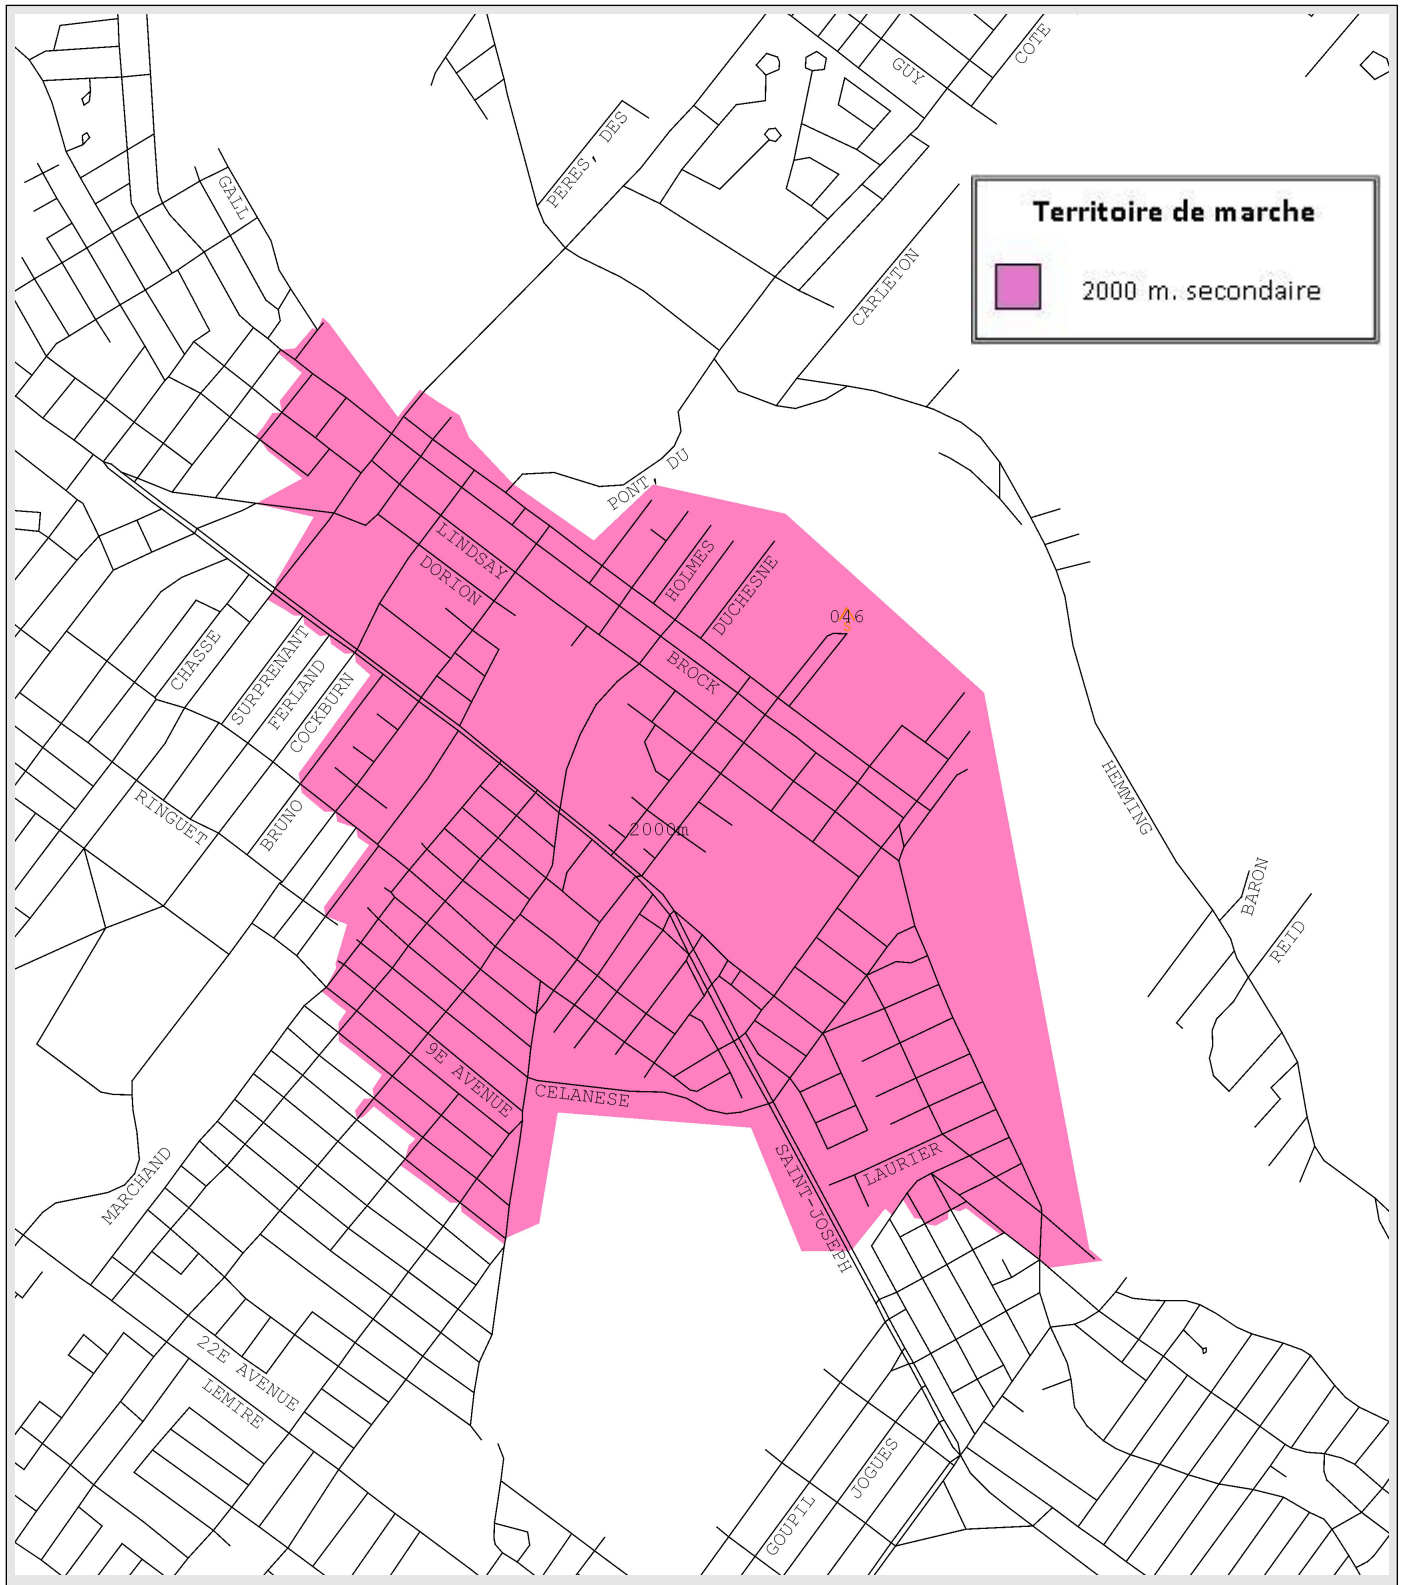 COTE
GUY
PERES, DES
GALL
Territoire de marche
2000 m. secondaire
CARLETON
PONT, DU
LINDSAY
DORION
HOLMES
DUCHESNE
046
BROCK
CHASSE
SURPRENANT
FERLAND
COCKBURN
RINGUET
BRUNO
2000m
HEMMING
BARON
REID
9E AVENUE
CELANESE
MARCHAND
SAINT-JOSEPH
LAURIER
22E AVENUE
LEMIRE
JOGUES
GOUPIL